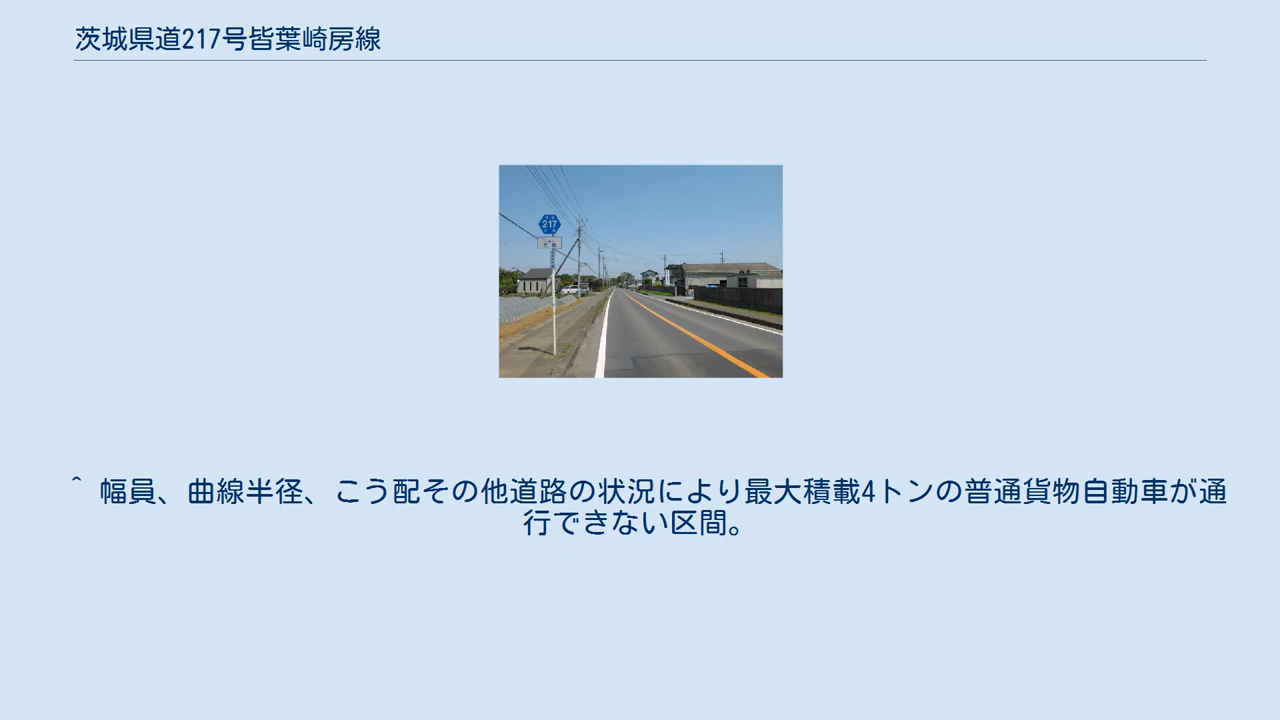 茨城県道217号皆葉崎房線
217
^ 幅員、曲線半径、こう配その他道路の状況により最大積載4トンの普通貨物自動車が通
行できない区間。